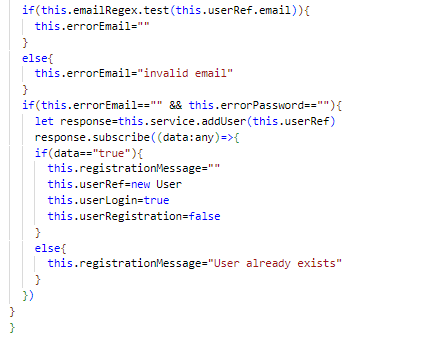 if(this.emailRegex.test(this.userRef.email)){
this.errorEmail=""
}
else{
this.errorEmail="invalid email"
}
if(this.errorEmail=="" && this.errorPassword==""){
let response=this.service.addUser(this.userRef)
response.subscribe((data:any)=>{
if(data=="true"){
this.registrationMessage=""
this.userRef=new User
this.userLogin=true
this.userRegistration=false
}
else{
this.registrationMessage="User already exists"
}
})
}
}